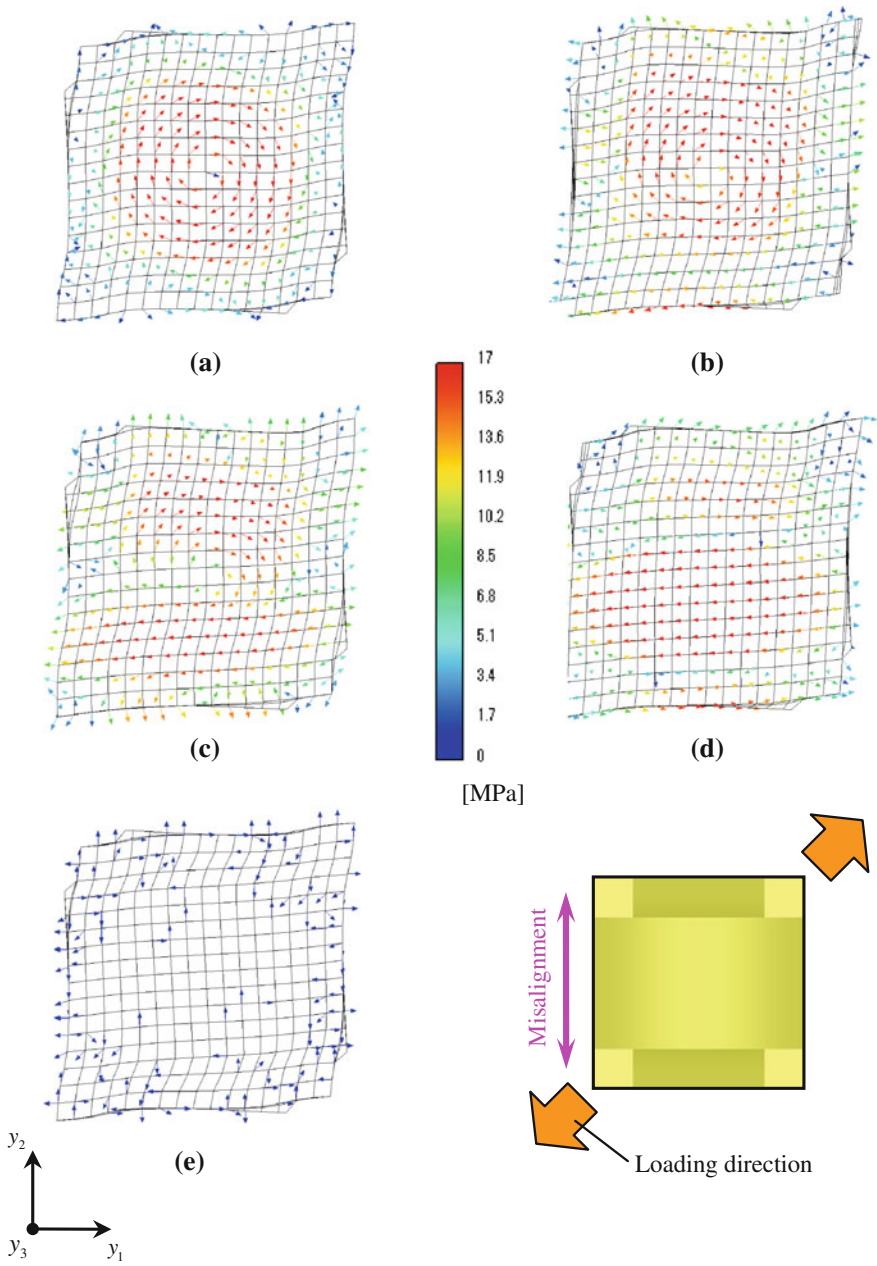 (a)
(b)
17
15.3
13.6
11.9
10.2
8.5
6.8
5.1
3.4
1.7
0
[MPa]
(c)
(d)
(e)
Misalignment
Loading direction
y2
y3
y1